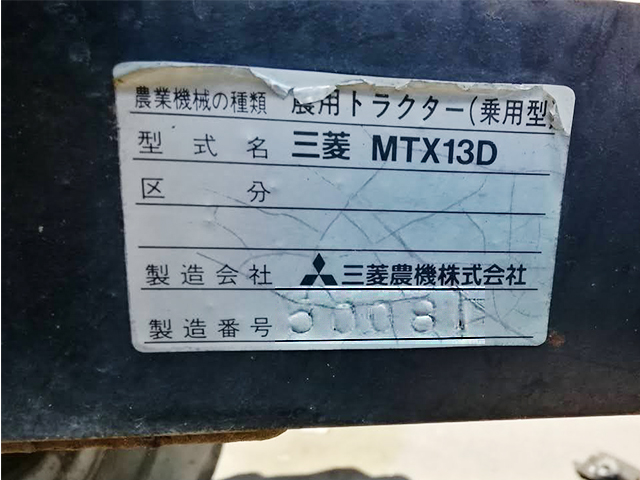 農業機械の種類 農用トラクター(乗用型)
型式名 三菱 MTX13D
区分
製造会社 三菱農機株式会社
製造番号